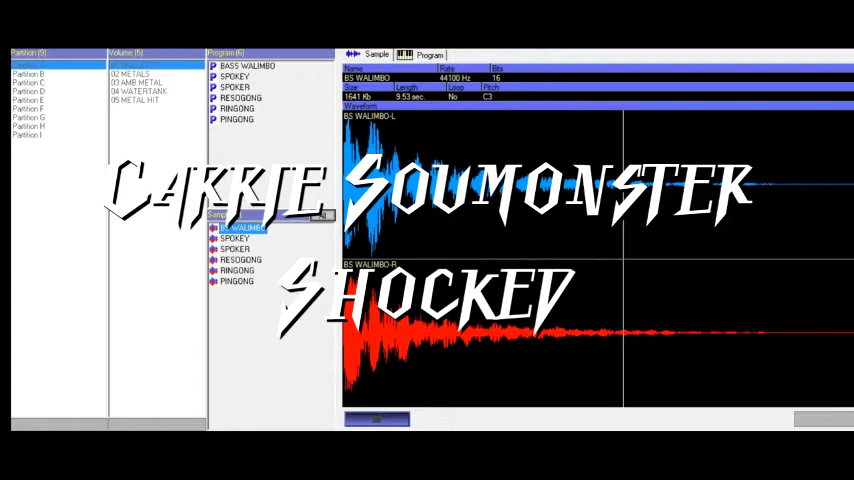 Partition (9)
Volume (5)
Program (6)
Sample
Program
Partition B
Partition C
Partition D
Partition E
Partition F
Partition G
Partition H
Partition I
02 METALS
03 AMB.METAL
04 WATERTANK
05 METAL HIT
BASS WALIMBO
SPOKEY
SPOKER
RESOGONG
RINGONG
PINGONG
Name
Rate
Bits
BS WALIMBO
44100 Hz
16
Size
Length
Loop
Pitch
1641 Kb
9.53 sec.
No
C3
Waveform
BS WALIMBO-L
Carrie Soumonster
Shocked
BS WALIMBO
SPOKEY
SPOKER
RESOGONG
RINGONG
PINGONG
BS WALIMBO-R